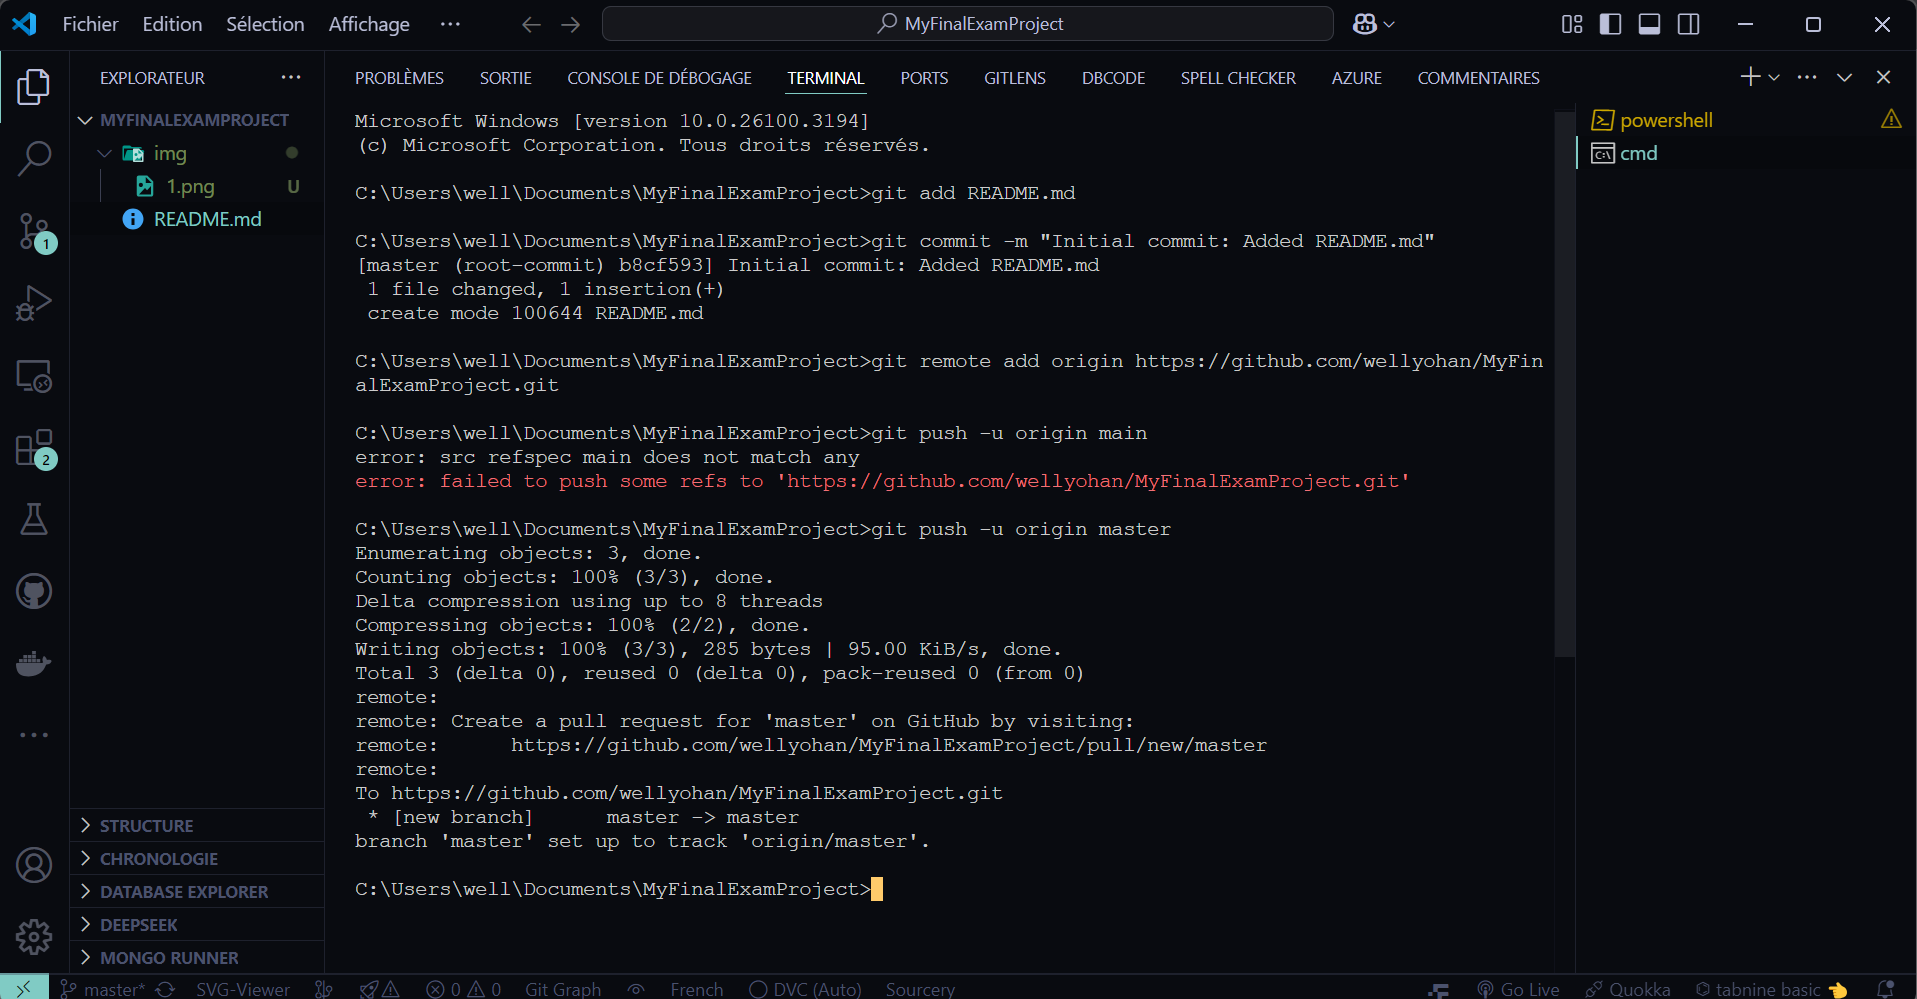 Fichier Edition Sélection Affichage ··· MyFinalExamProject
EXPLORATEUR ···
MYFINALEXAMPROJECT
img
1.png U
README.md
1
2
STRUCTURE
CHRONOLOGIE
DATABASE EXPLORER
DEEPSEEK
MONGO RUNNER
PROBLÈMES SORTIE CONSOLE DE DÉBOGAGE TERMINAL PORTS GITLENS DBCODE SPELL CHECKER AZURE COMMENTAIRES
Microsoft Windows [version 10.0.26100.3194]
(c) Microsoft Corporation. Tous droits réservés.
C:\Users\well\Documents\MyFinalExamProject>git add README.md
C:\Users\well\Documents\MyFinalExamProject>git commit -m "Initial commit: Added README.md"
[master (root-commit) b8cf593] Initial commit: Added README.md
1 file changed, 1 insertion(+)
create mode 100644 README.md
C:\Users\well\Documents\MyFinalExamProject>git remote add origin https://github.com/wellyohan/MyFin
alExamProject.git
C:\Users\well\Documents\MyFinalExamProject>git push -u origin main
error: src refspec main does not match any
error: failed to push some refs to 'https://github.com/wellyohan/MyFinalExamProject.git'
C:\Users\well\Documents\MyFinalExamProject>git push -u origin master
Enumerating objects: 3, done.
Counting objects: 100% (3/3), done.
Delta compression using up to 8 threads
Compressing objects: 100% (2/2), done.
Writing objects: 100% (3/3), 285 bytes | 95.00 KiB/s, done.
Total 3 (delta 0), reused 0 (delta 0), pack-reused 0 (from 0)
remote:
remote: Create a pull request for 'master' on GitHub by visiting:
remote:      https://github.com/wellyohan/MyFinalExamProject/pull/new/master
remote:
To https://github.com/wellyohan/MyFinalExamProject.git
* [new branch]      master -> master
branch 'master' set up to track 'origin/master'.
C:\Users\well\Documents\MyFinalExamProject>
powershell
cmd
master* SVG-Viewer 0 0 Git Graph French DVC (Auto) Sourcery Go Live Quokka tabnine basic